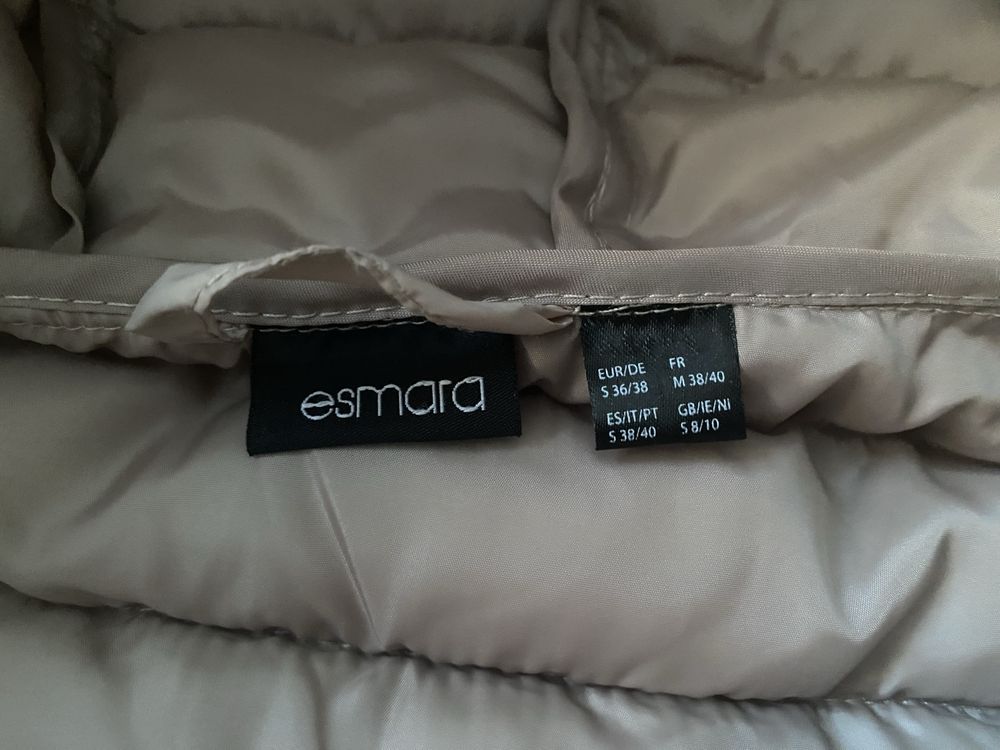 esmara
EUR/DE FR
S 36/38 M 38/40
ES/IT/PT GB/IE/NI
S 38/40 S 8/10